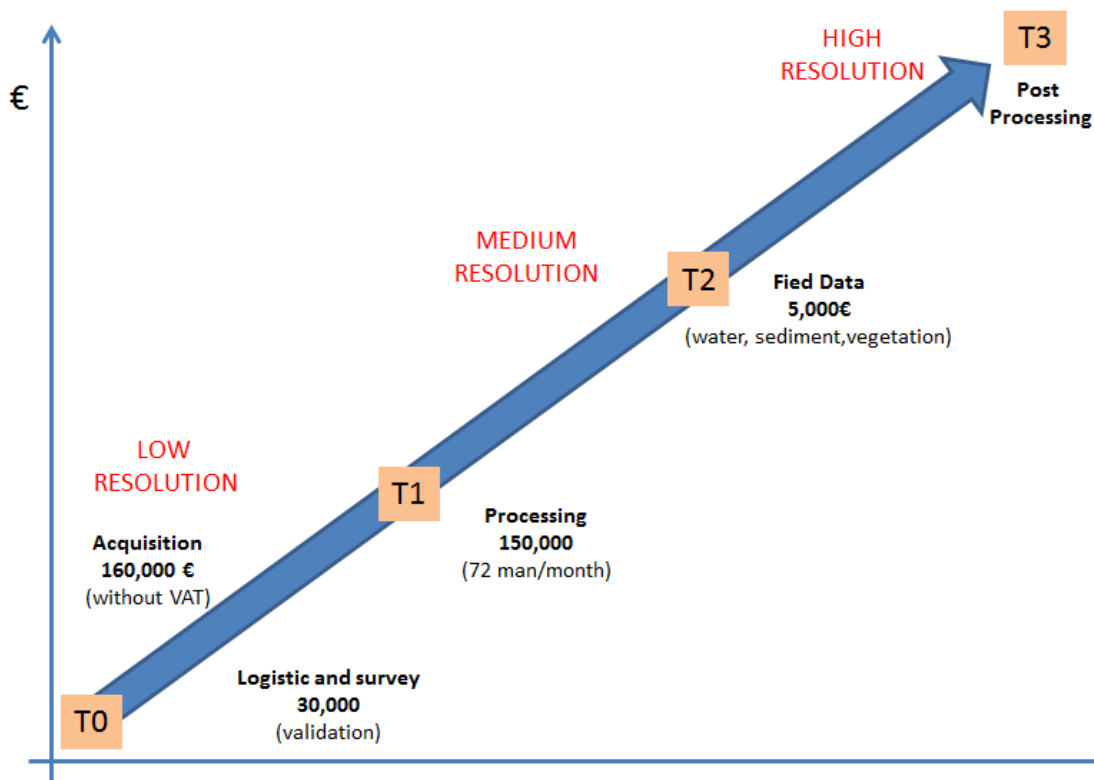 €
HIGH
RESOLUTION
T3
Post
Processing
MEDIUM
RESOLUTION
T2
Fied Data
5,000€
(water, sediment,vegetation)
LOW
RESOLUTION
T1
Acquisition
160,000 €
(without VAT)
Processing
150,000
(72 man/month)
T0
Logistic and survey
30,000
(validation)